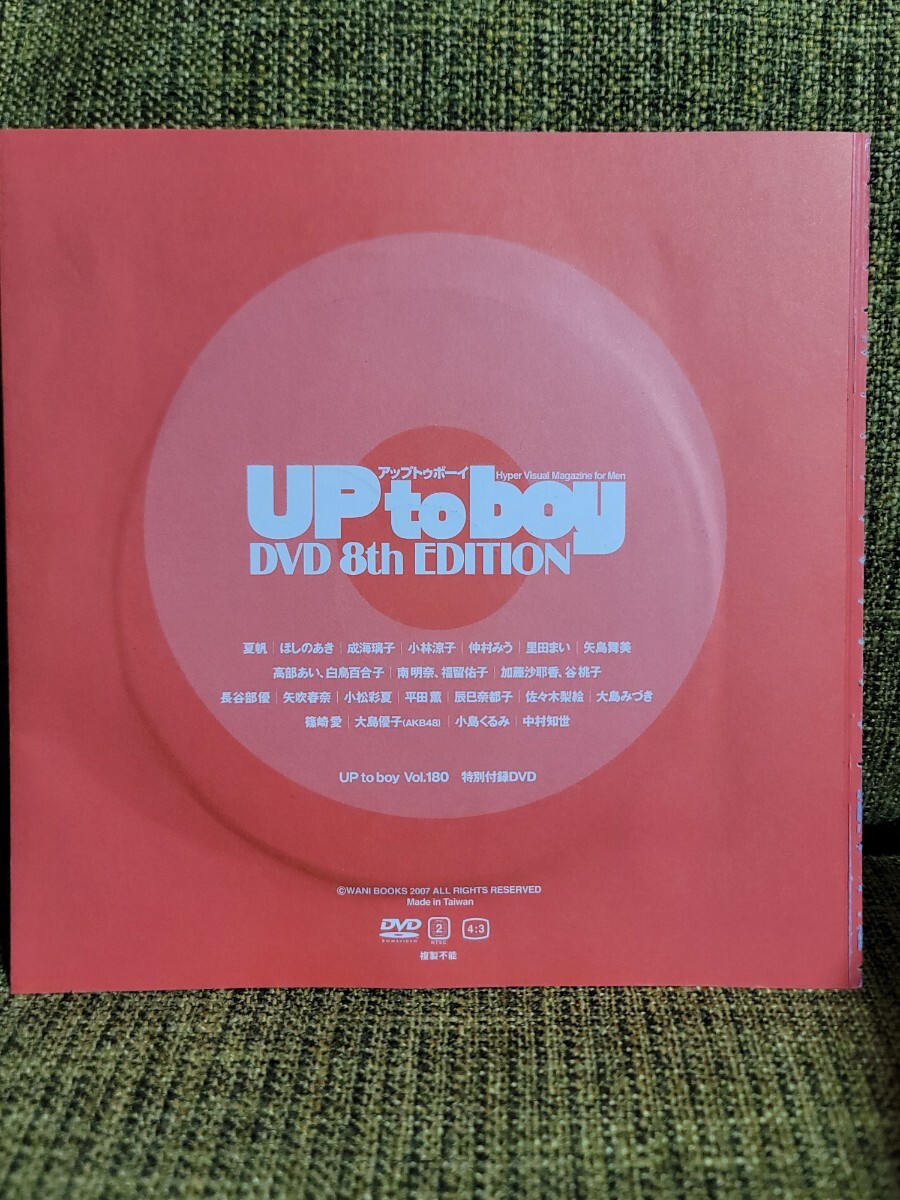 アップトゥボーイ Hyper Visual Magazine for Men
UP to boy
DVD 8th EDITION
夏帆｜ほしのあき｜成海璃子｜小林涼子｜仲村みう｜里田まい｜矢島舞美
高部あい、白鳥百合子｜南明奈、福留佑子｜加藤沙耶香、谷桃子
長谷部優｜矢吹春奈｜小松彩夏｜平田薫｜辰巳奈都子｜佐々木梨絵｜大島みづき
篠崎愛｜大島優子(AKB48)｜小島くるみ｜中村知世
UP to boy Vol.180 特別付録DVD
©WANI BOOKS 2007 ALL RIGHTS RESERVED
Made in Taiwan
DVD VIDEO 2 NTSC 4:3
複製不能